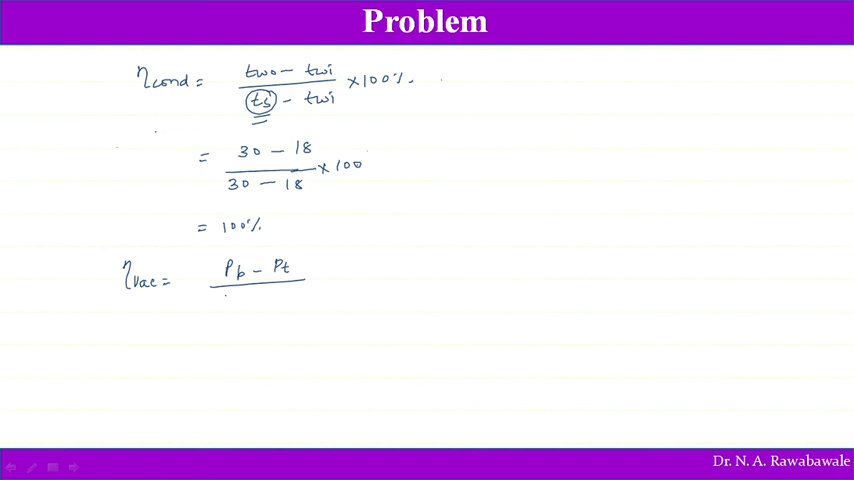 Problem
ηcond = two - twi / ts - twi × 100%.
= 30 - 18 / 30 - 18 × 100
= 100%
ηvac = Pb - Pt
Dr. N. A. Rawabawale